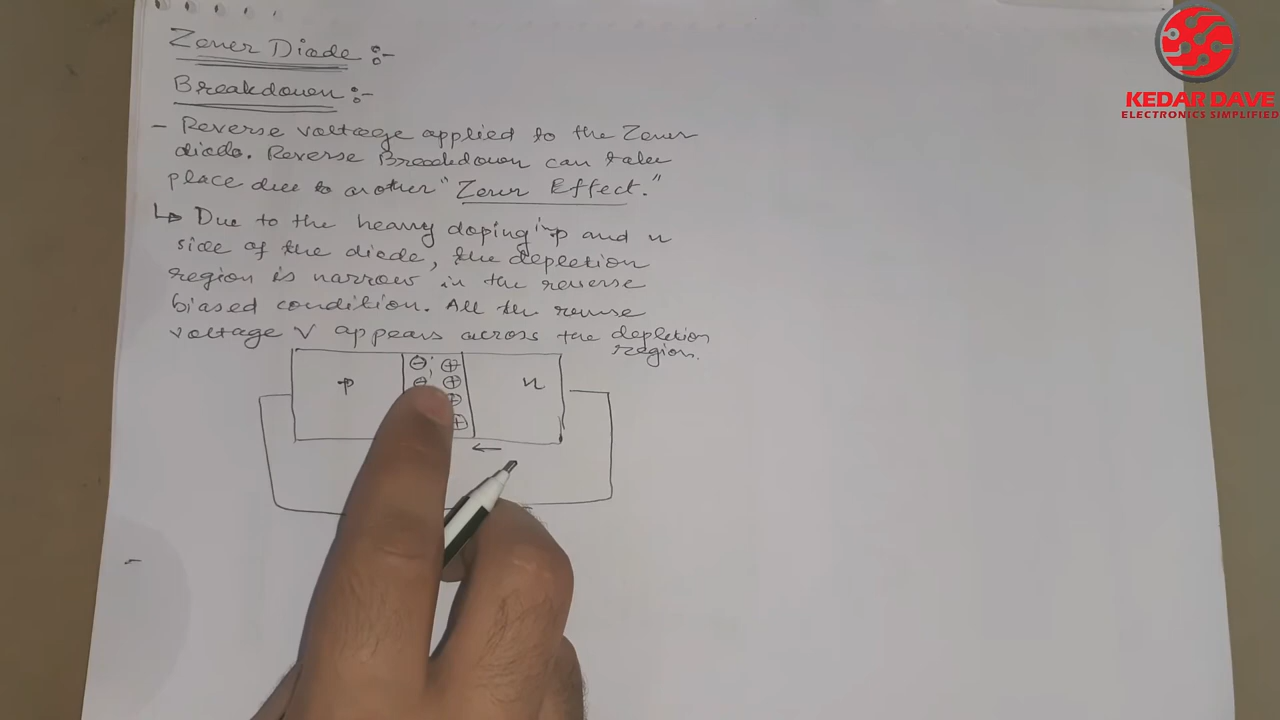 Zener Diode :-
Breakdown :-
- Reverse voltage applied to the Zener
diode. Reverse Breakdown can take
place due to another "Zener Effect."
↳ Due to the heavy doping in p and n
side of the diode, the depletion
region is narrow in the reverse
biased condition. All the reverse
voltage V appears across the depletion
region.
p
n
KEDAR DAVE
ELECTRONICS SIMPLIFIED